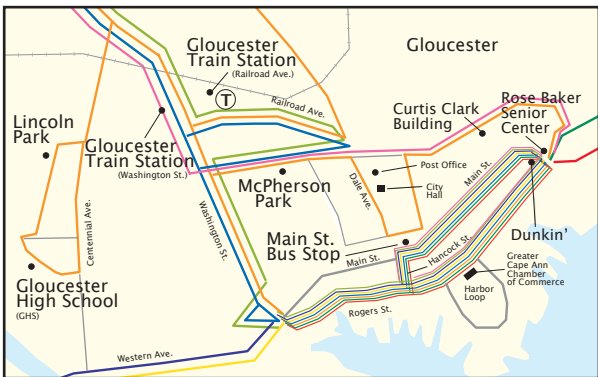 Gloucester
Train Station
(Railroad Ave.)
T
Gloucester
Railroad Ave.
Curtis Clark
Building
Rose Baker
Senior
Center
Lincoln
Park
Gloucester
Train Station
(Washington St.)
McPherson
Park
Post Office
City
Hall
Dale Ave.
Main St.
Washington St.
Centennial Ave.
Main St.
Bus Stop
Main St.
Hancock St.
Dunkin’
Greater
Cape Ann
Chamber
of Commerce
Harbor
Loop
Gloucester
High School
(GHS)
Rogers St.
Western Ave.